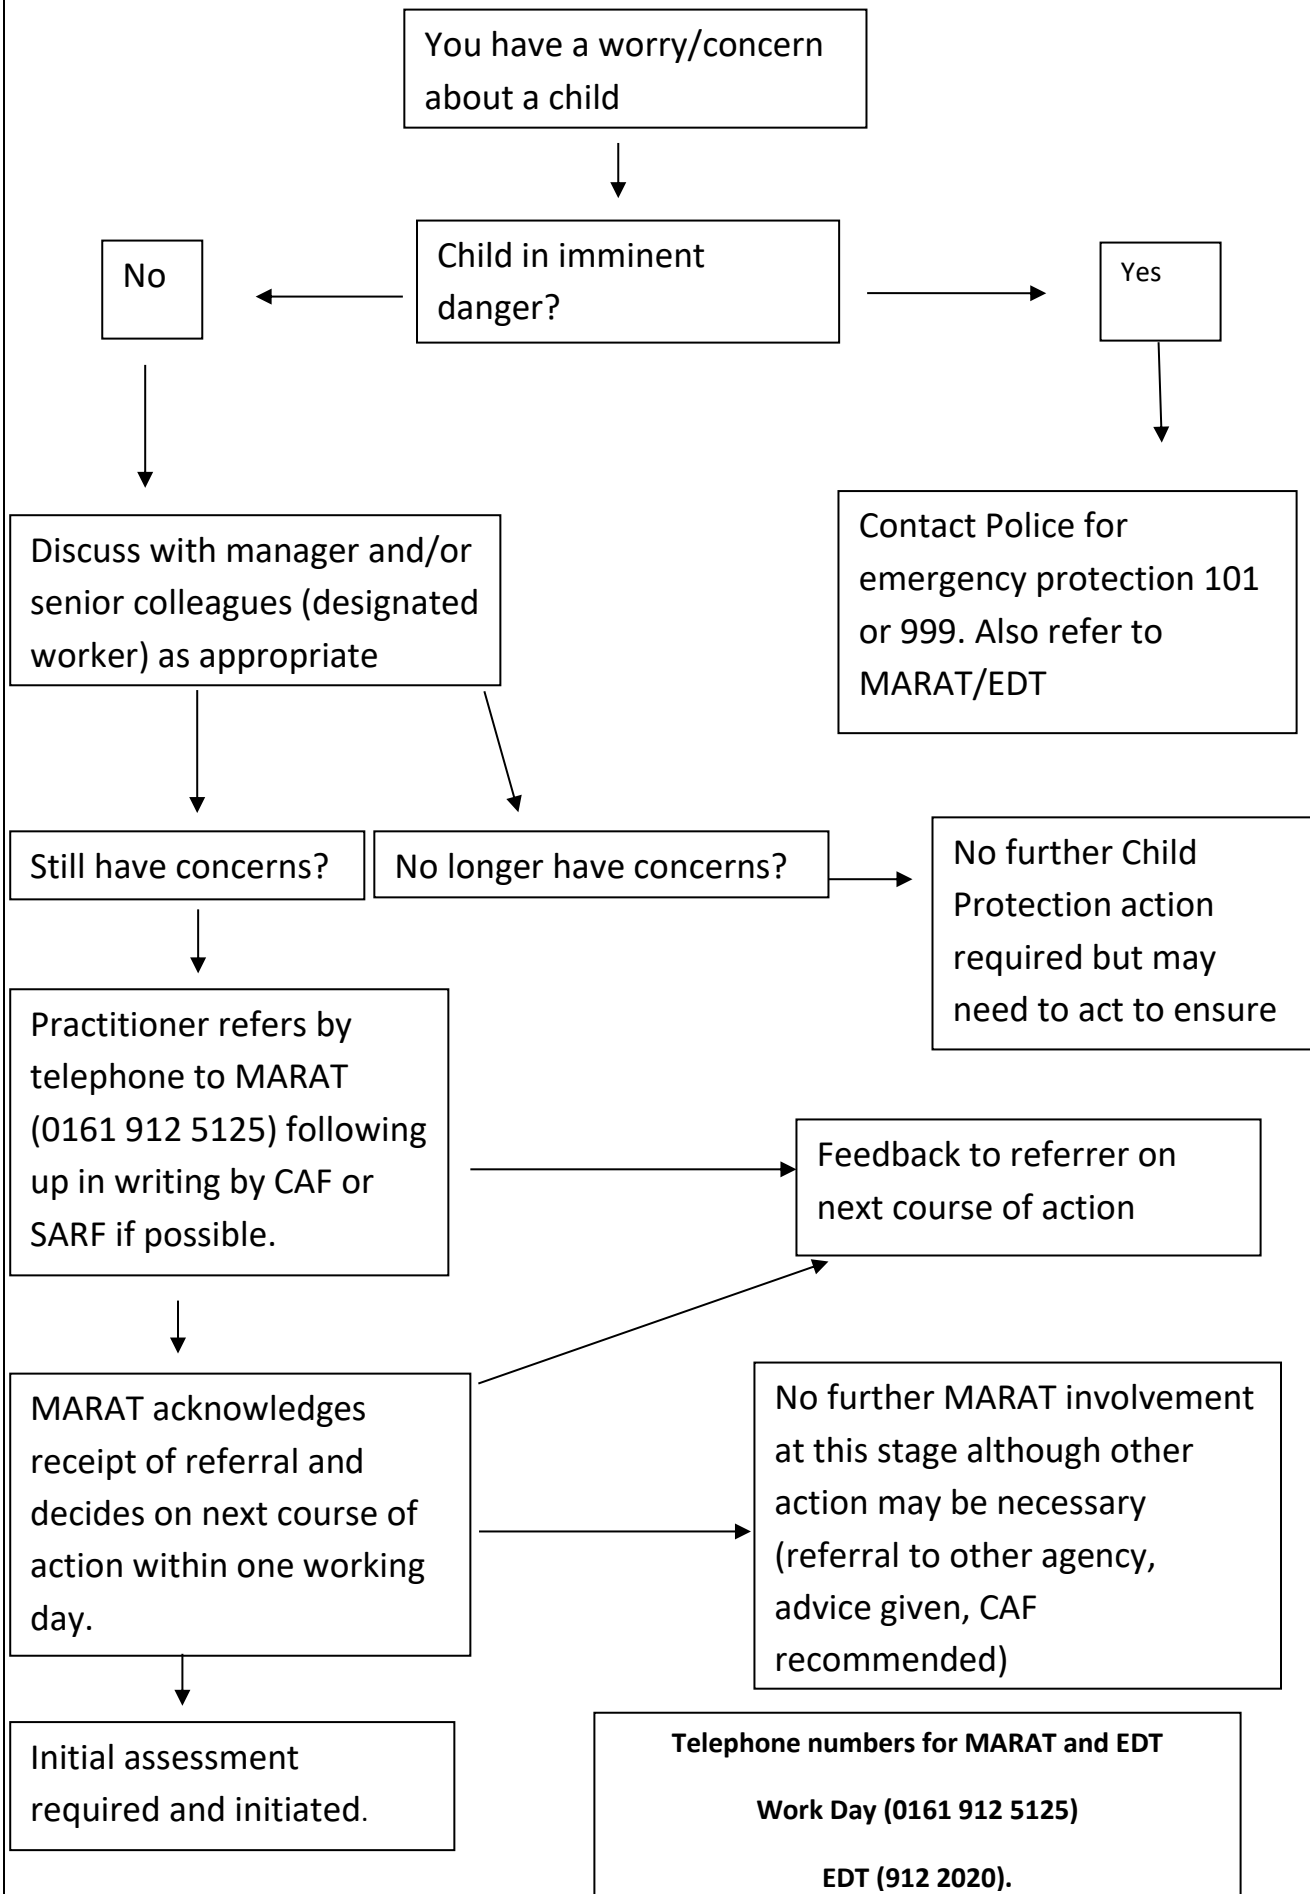 You have a worry/concern
about a child
No
Child in imminent
danger?
Yes
Discuss with manager and/or
senior colleagues (designated
worker) as appropriate
Contact Police for
emergency protection 101
or 999. Also refer to
MARAT/EDT
Still have concerns?
No longer have concerns?
No further Child
Protection action
required but may
need to act to ensure
Practitioner refers by
telephone to MARAT
(0161 912 5125) following
up in writing by CAF or
SARF if possible.
Feedback to referrer on
next course of action
MARAT acknowledges
receipt of referral and
decides on next course of
action within one working
day.
No further MARAT involvement
at this stage although other
action may be necessary
(referral to other agency,
advice given, CAF
recommended)
Initial assessment
required and initiated.
Telephone numbers for MARAT and EDT
Work Day (0161 912 5125)
EDT (912 2020).